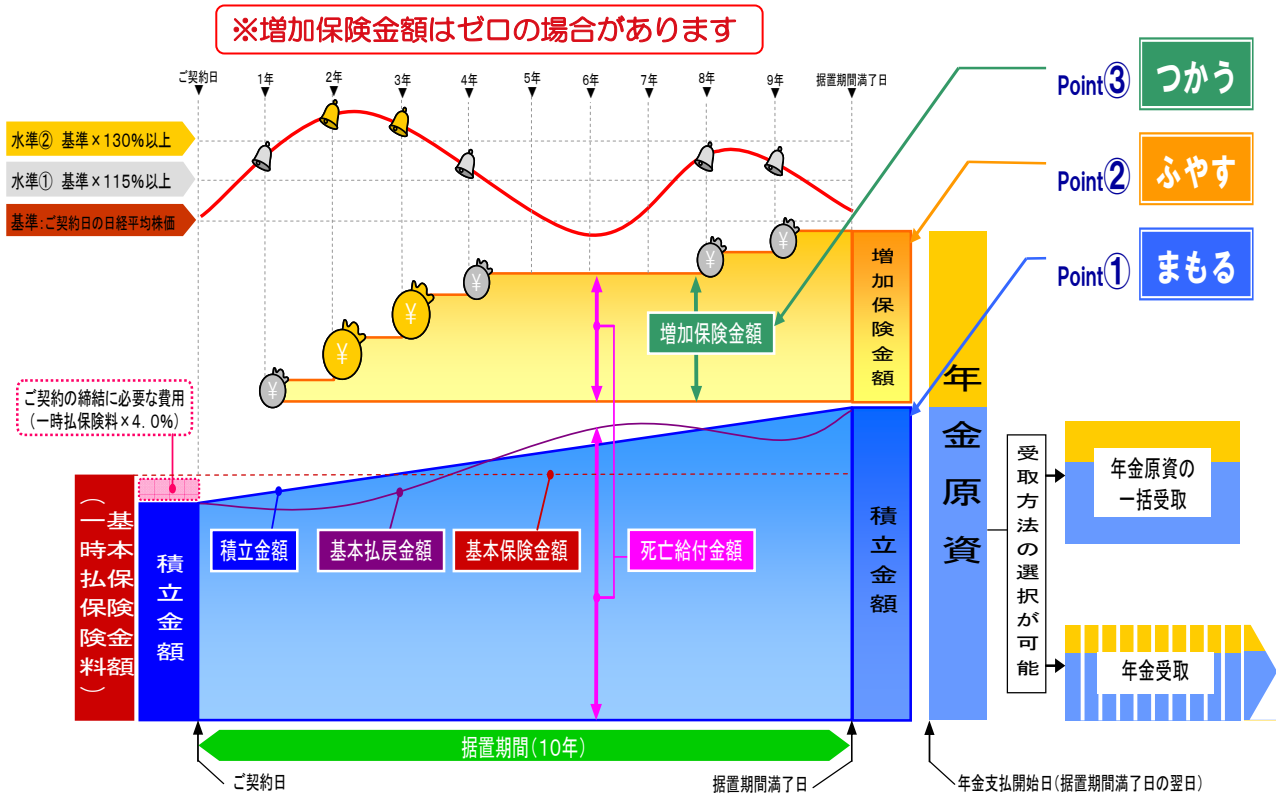 ※増加保険金額はゼロの場合があります
ご契約日
1年
2年
3年
4年
5年
6年
7年
8年
9年
据置期間満了日
Point③
つかう
水準② 基準×130%以上
水準① 基準×115%以上
基準:ご契約日の日経平均株価
Point②
ふやす
Point①
まもる
¥
¥
¥
¥
¥
¥
増加保険金額
増加保険金額
ご契約の締結に必要な費用
(一時払保険料×4.0%)
年金原資
基本保険金額
(一時払保険料)
積立金額
積立金額
基本払戻金額
基本保険金額
死亡給付金額
積立金額
受取方法の選択が可能
年金原資の
一括受取
年金受取
据置期間(10年)
ご契約日
据置期間満了日
年金支払開始日(据置期間満了日の翌日)